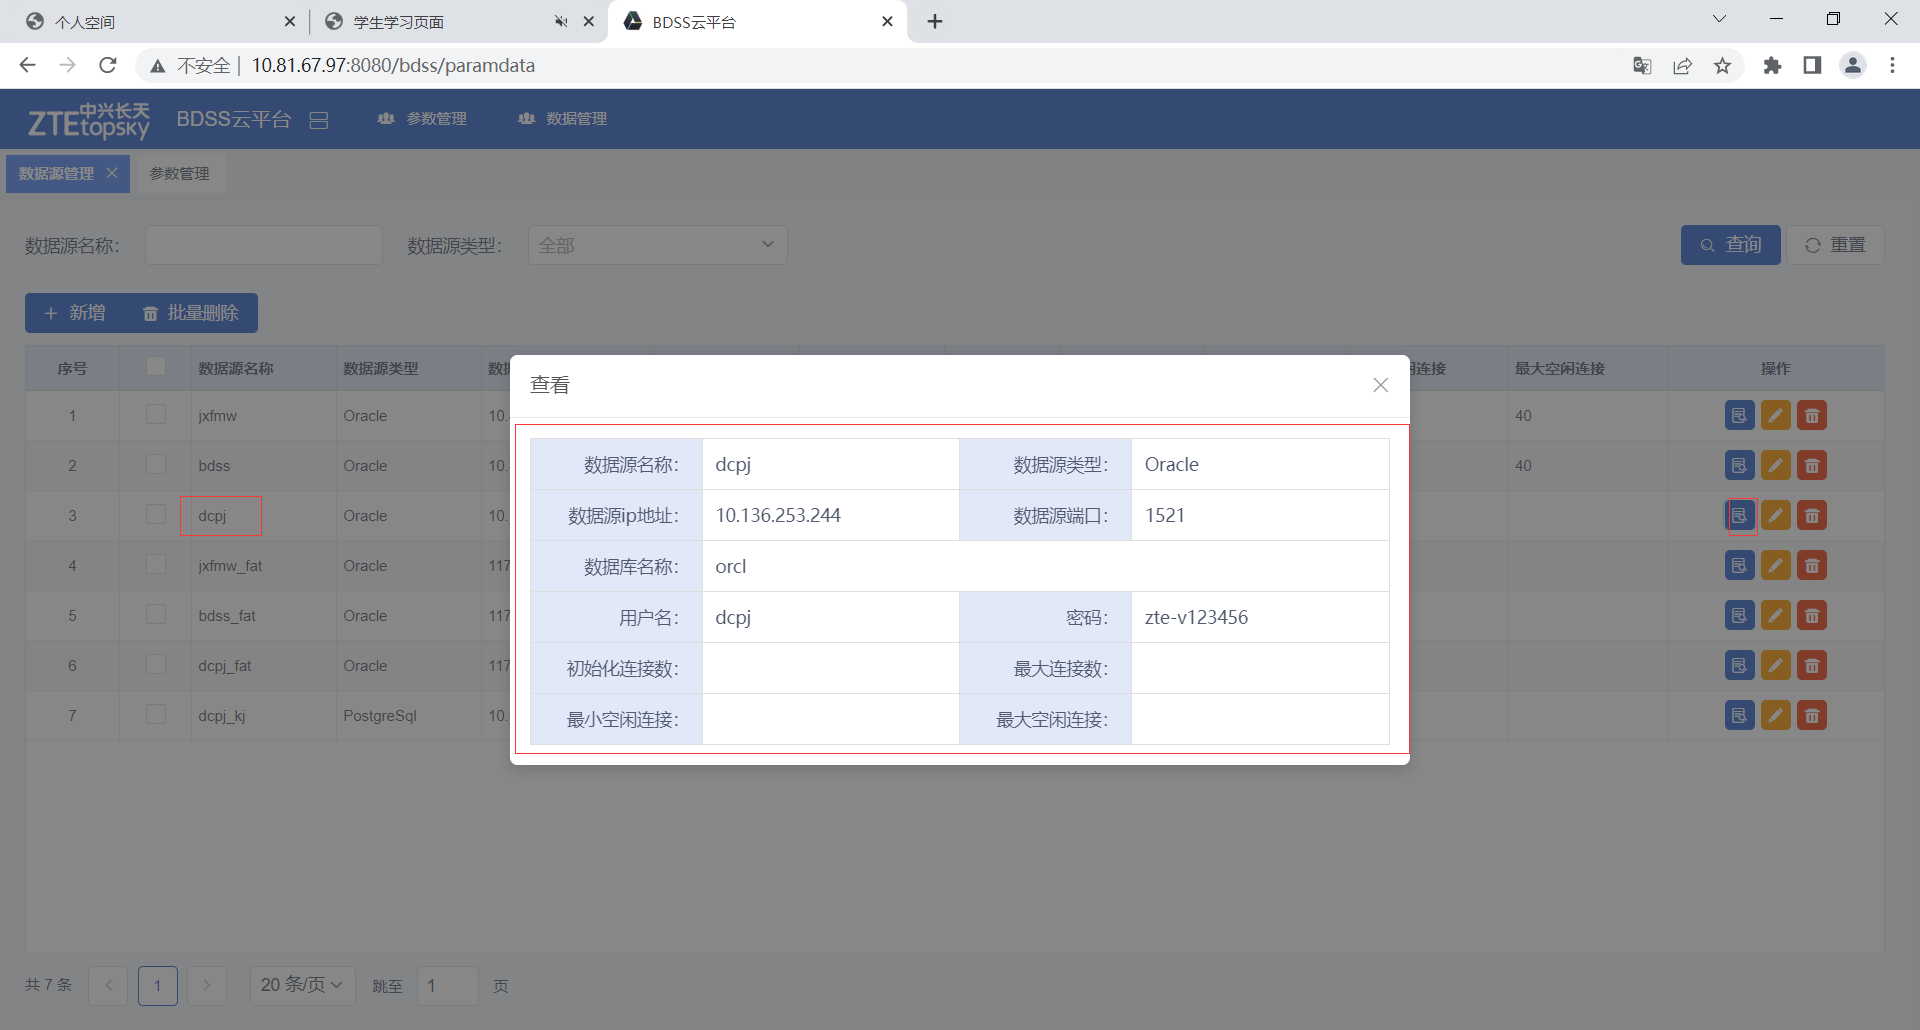 个人空间
学生学习页面
BDSS云平台
不安全 | 10.81.67.97:8080/bdss/paramdata
ZTE中兴长天topsky
BDSS云平台
参数管理
数据管理
数据源管理
参数管理
数据源名称：
数据源类型：
全部
查询
重置
新增
批量删除
序号 数据源名称 数据源类型 数据 闲连接 最大空闲连接 操作
1 jxfmw Oracle 10. 40
2 bdss Oracle 10. 40
3 dcpj Oracle 10.
4 jxfmw_fat Oracle 117
5 bdss_fat Oracle 117
6 dcpj_fat Oracle 117
7 dcpj_kj PostgreSql 10.
查看
数据源名称： dcpj 数据源类型： Oracle
数据源ip地址： 10.136.253.244 数据源端口： 1521
数据库名称： orcl
用户名： dcpj 密码： zte-v123456
初始化连接数： 最大连接数：
最小空闲连接： 最大空闲连接：
共 7 条 1 20 条/页 跳至 1 页